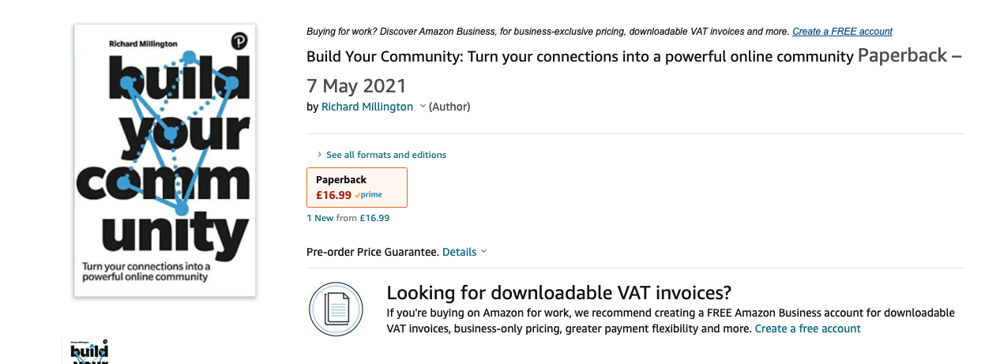 Richard Millington
P
build
your
comm
unity
Turn your connections into a
powerful online community
Buying for work? Discover Amazon Business, for business-exclusive pricing, downloadable VAT invoices and more. Create a FREE account
Build Your Community: Turn your connections into a powerful online community Paperback –
7 May 2021
by Richard Millington (Author)
See all formats and editions
Paperback
£16.99 prime
1 New from £16.99
Pre-order Price Guarantee. Details
Looking for downloadable VAT invoices?
If you're buying on Amazon for work, we recommend creating a FREE Amazon Business account for downloadable
VAT invoices, business-only pricing, greater payment flexibility and more. Create a free account
Richard Millington
build